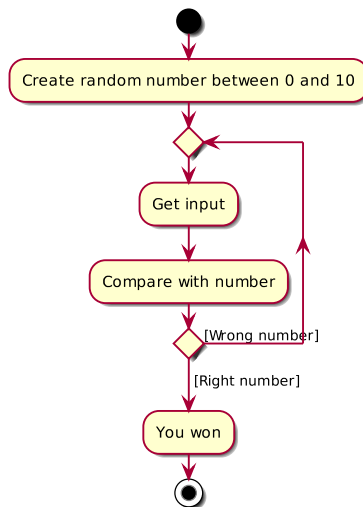 Create random number between 0 and 10
Get input
Compare with number
[Wrong number]
[Right number]
You won